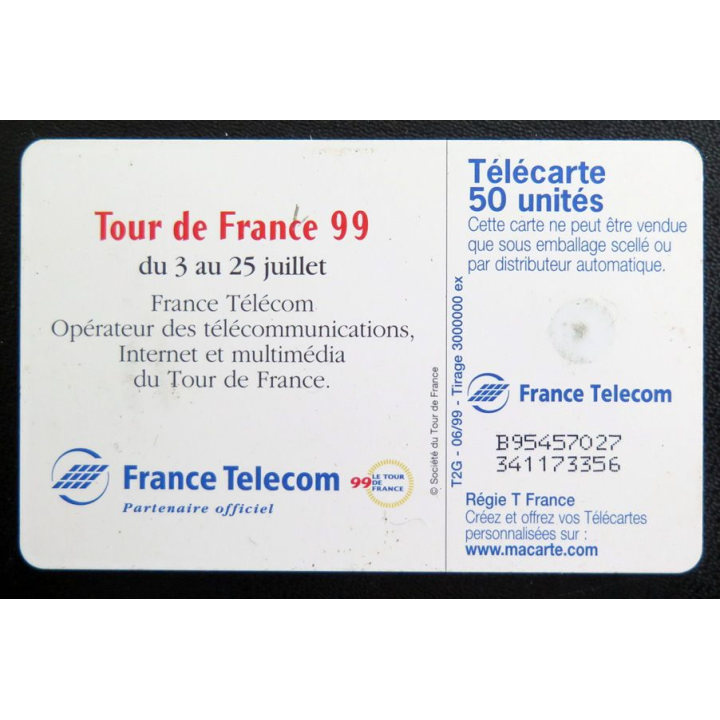 Tour de France 99
du 3 au 25 juillet
France Télécom
Opérateur des télécommunications,
Internet et multimédia
du Tour de France.
France Telecom
Partenaire officiel
99 LE TOUR
DE
FRANCE
© Société du Tour de France
T2G - 06/99 - Tirage 3000000 ex
Télécarte
50 unités
Cette carte ne peut être vendue
que sous emballage scellé ou
par distributeur automatique.
France Telecom
B95457027
341173356
Régie T France
Créez et offrez vos Télécartes
personnalisées sur :
www.macarte.com